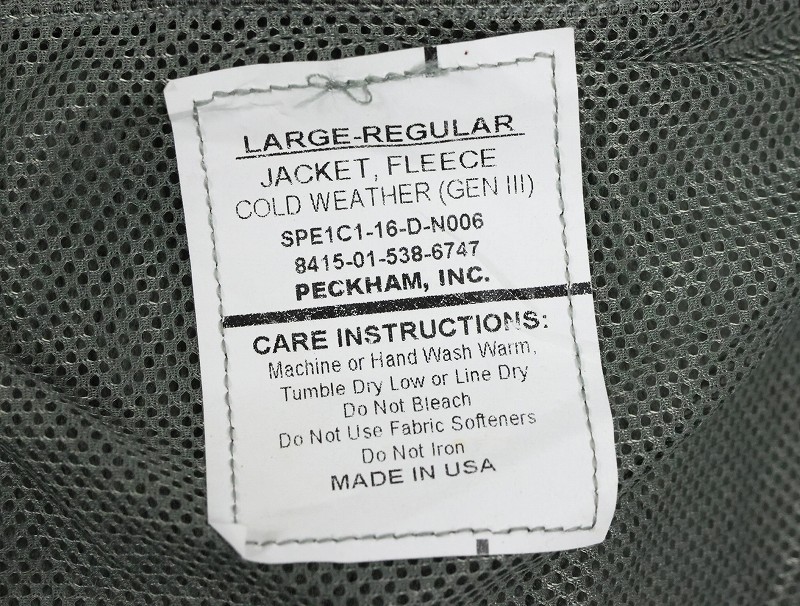 LARGE-REGULAR
JACKET, FLEECE
COLD WEATHER (GEN III)
SPE1C1-16-D-N006
8415-01-538-6747
PECKHAM, INC.
CARE INSTRUCTIONS:
Machine or Hand Wash Warm,
Tumble Dry Low or Line Dry
Do Not Bleach
Do Not Use Fabric Softeners
Do Not Iron
MADE IN USA